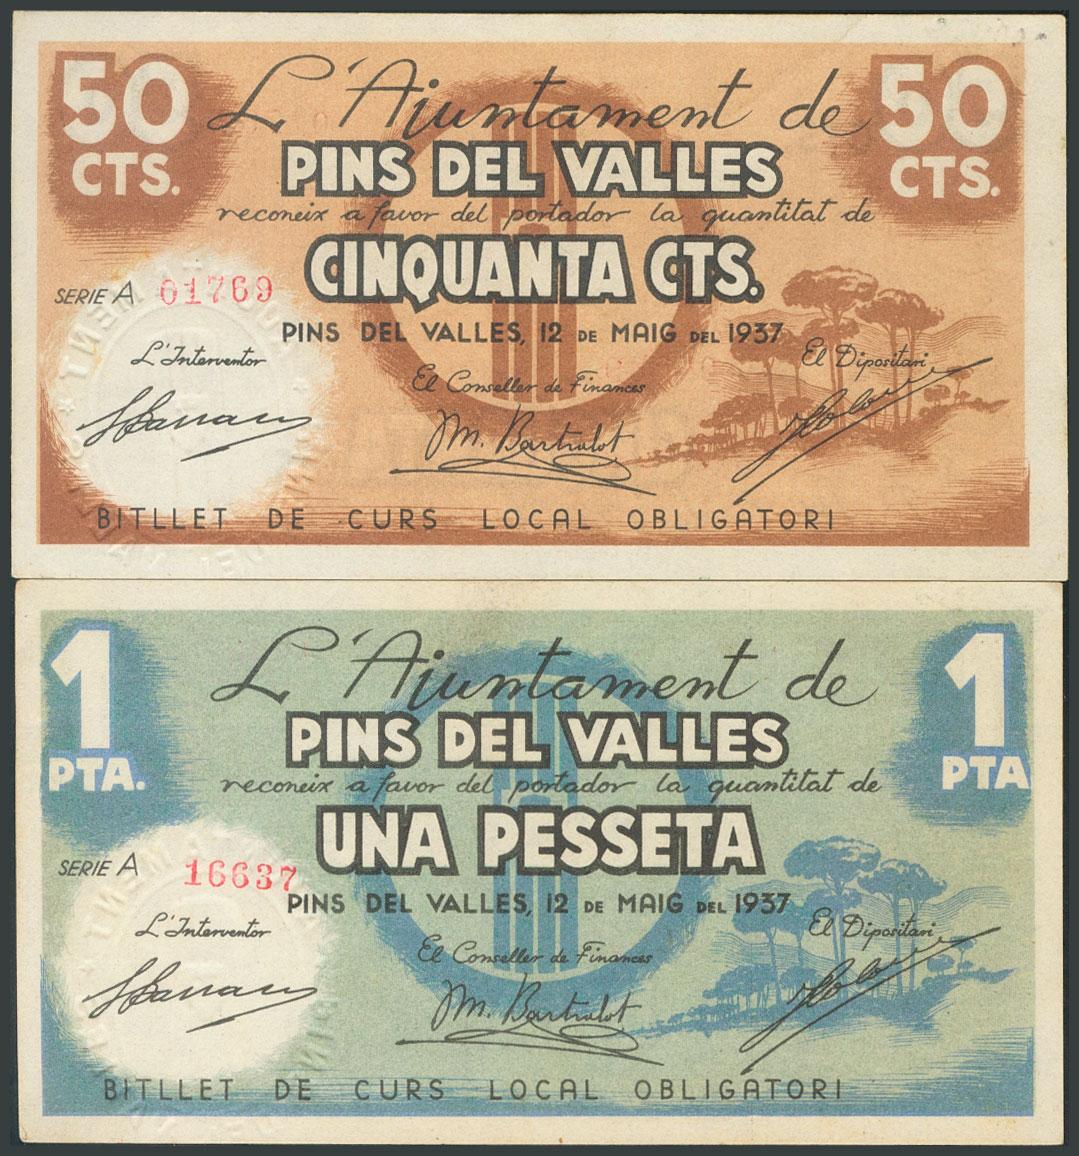 50 CTS.
50 CTS.
L'Ajuntament de
PINS DEL VALLES
reconeix a favor del portador la quantitat de
CINQUANTA CTS.
SERIE A 01769
PINS DEL VALLES, 12 DE MAIG DEL 1937
L'Interventor
El Conseller de Finances
El Dipositari
M. Bartralot
BITLLET DE CURS LOCAL OBLIGATORI
1 PTA.
1 PTA
L'Ajuntament de
PINS DEL VALLES
reconeix a favor del portador la quantitat de
UNA PESSETA
SERIE A 16637
PINS DEL VALLES, 12 DE MAIG DEL 1937
L'Interventor
El Conseller de Finances
El Dipositari
M. Bartralot
BITLLET DE CURS LOCAL OBLIGATORI